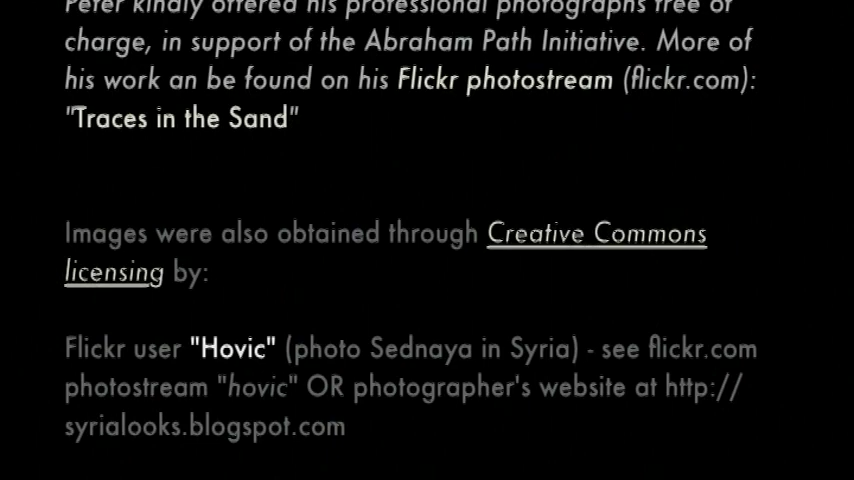 Peter kindly offered his professional photographs free of
charge, in support of the Abraham Path Initiative. More of
his work an be found on his Flickr photostream (flickr.com):
"Traces in the Sand"
Images were also obtained through Creative Commons
licensing by:
Flickr user "Hovic" (photo Sednaya in Syria) - see flickr.com
photostream "hovic" OR photographer's website at http://
syrialooks.blogspot.com